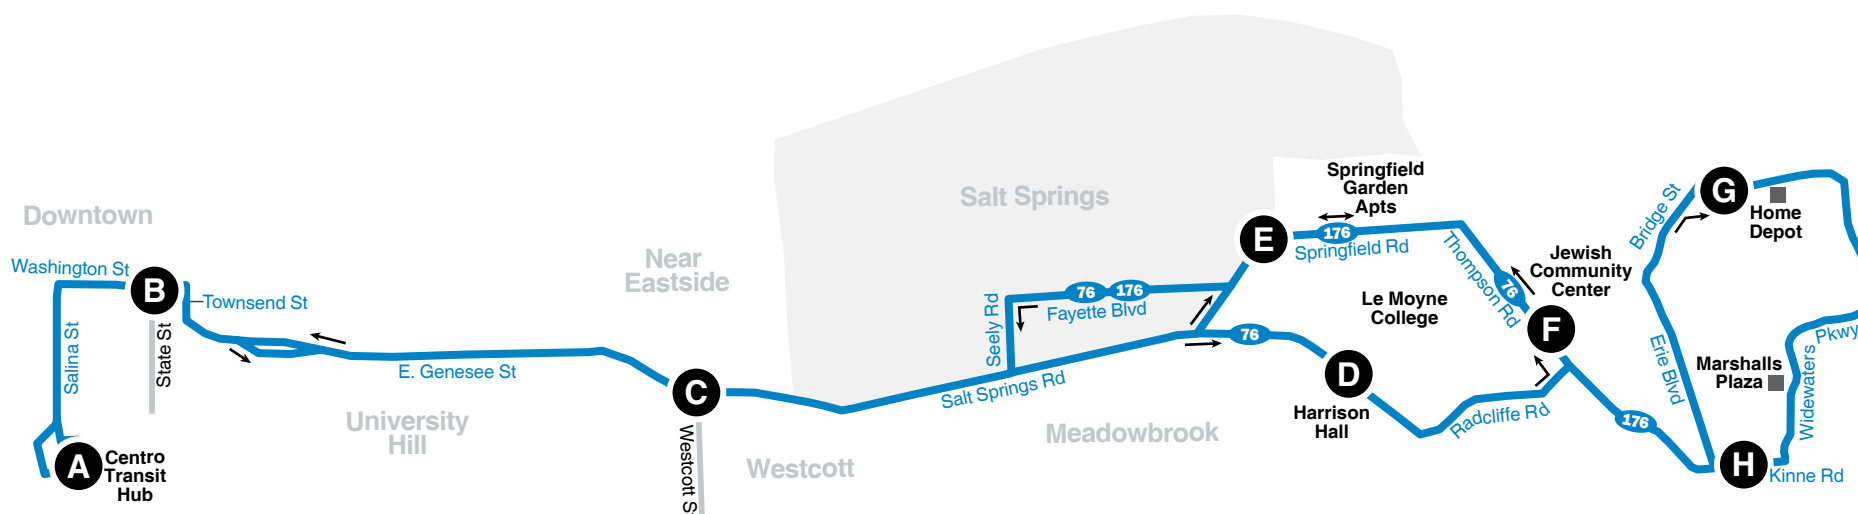 Downtown
Washington St
B
Townsend St
Salina St
State St
A
Centro
Transit
Hub
E. Genesee St
University
Hill
Near
Eastside
C
Westcott S
Westcott
Salt Springs
Seely Rd
76
176
Fayette Blvd
Salt Springs Rd
Meadowbrook
76
E
Springfield
Garden
Apts
176
Springfield Rd
Thompson Rd
76
Le Moyne
College
D
Harrison
Hall
Radcliffe Rd
Jewish
Community
Center
F
176
Bridge St
G
Home
Depot
Erie Blvd
Marshalls
Plaza
Widewaters
Pkwy
H
Kinne Rd